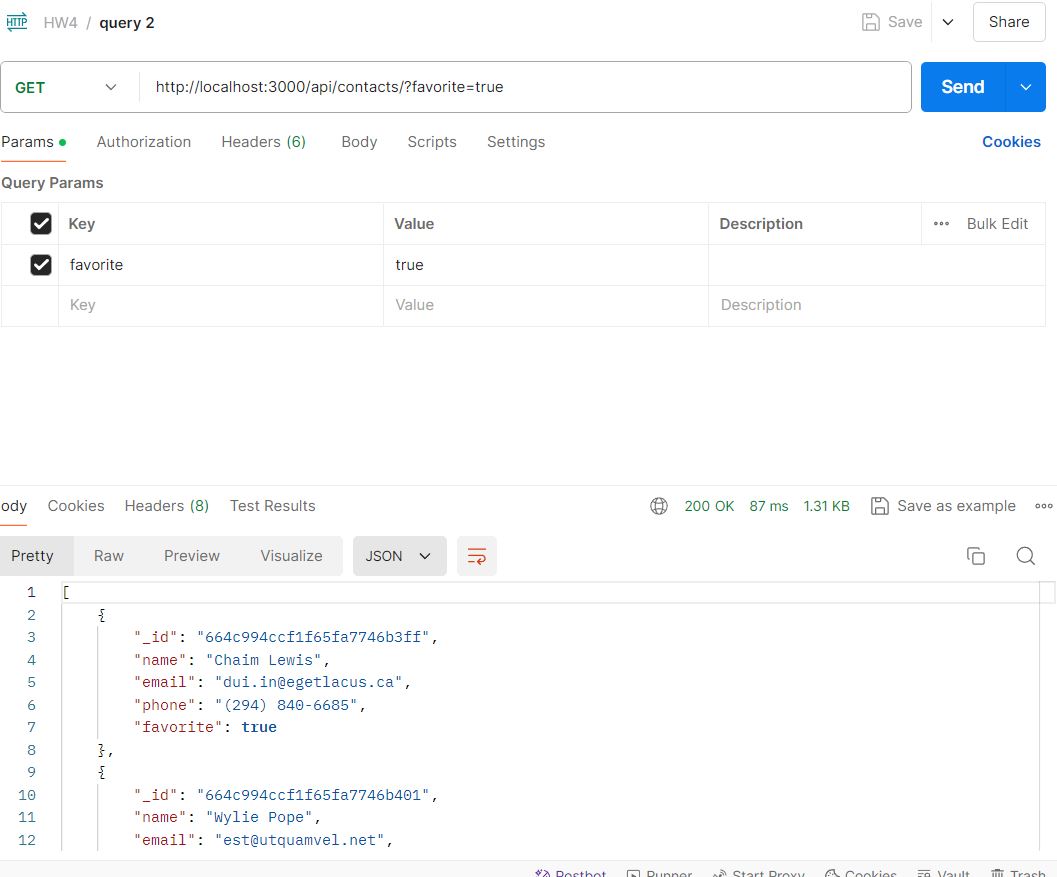 HTTP HW4 / query 2 Save Share
GET http://localhost:3000/api/contacts/?favorite=true Send
Params Authorization Headers (6) Body Scripts Settings Cookies
Query Params
Key Value Description Bulk Edit
favorite true
Key Value Description
ody Cookies Headers (8) Test Results 200 OK 87 ms 1.31 KB Save as example
Pretty Raw Preview Visualize JSON
1 [
2 {
3 "_id": "664c994ccf1f65fa7746b3ff",
4 "name": "Chaim Lewis",
5 "email": "dui.in@egetlacus.ca",
6 "phone": "(294) 840-6685",
7 "favorite": true
8 },
9 {
10 "_id": "664c994ccf1f65fa7746b401",
11 "name": "Wylie Pope",
12 "email": "est@utquamvel.net",
Postbot Runner Start Proxy Cookies Vault Trash